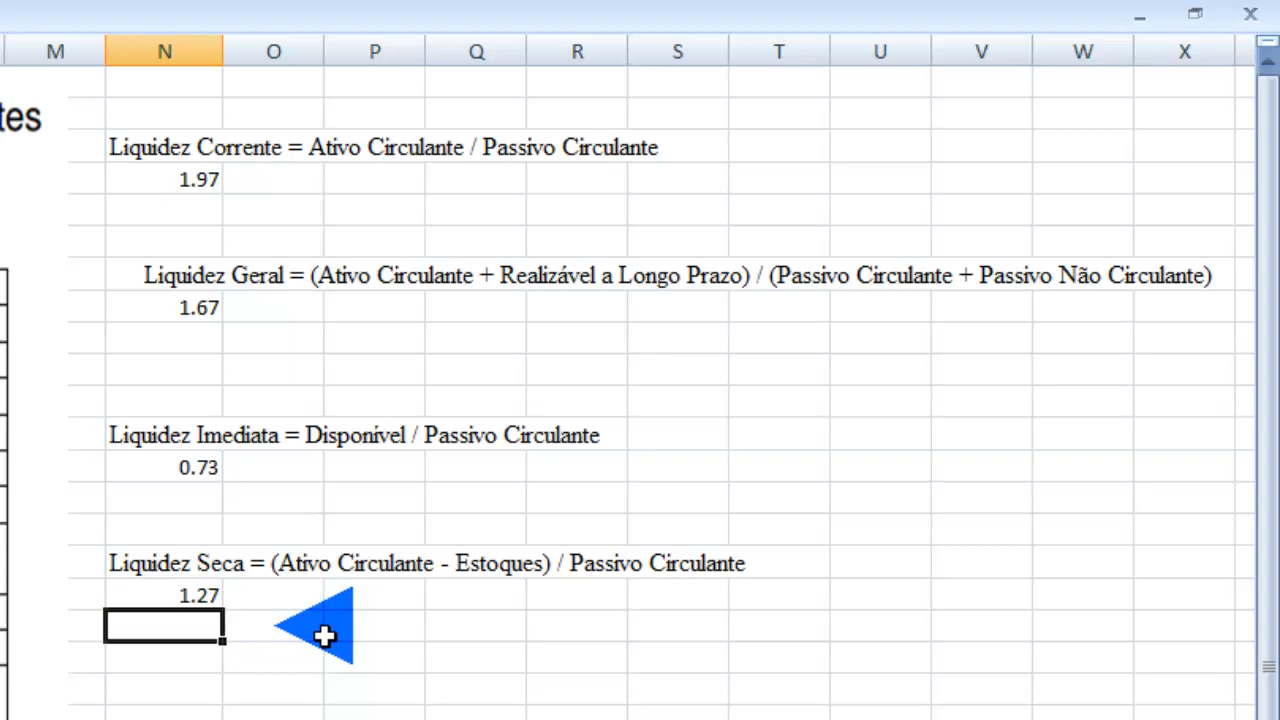 M N O P Q R S T U V W X
tes
Liquidez Corrente = Ativo Circulante / Passivo Circulante
1.97
Liquidez Geral = (Ativo Circulante + Realizável a Longo Prazo) / (Passivo Circulante + Passivo Não Circulante)
1.67
Liquidez Imediata = Disponível / Passivo Circulante
0.73
Liquidez Seca = (Ativo Circulante - Estoques) / Passivo Circulante
1.27